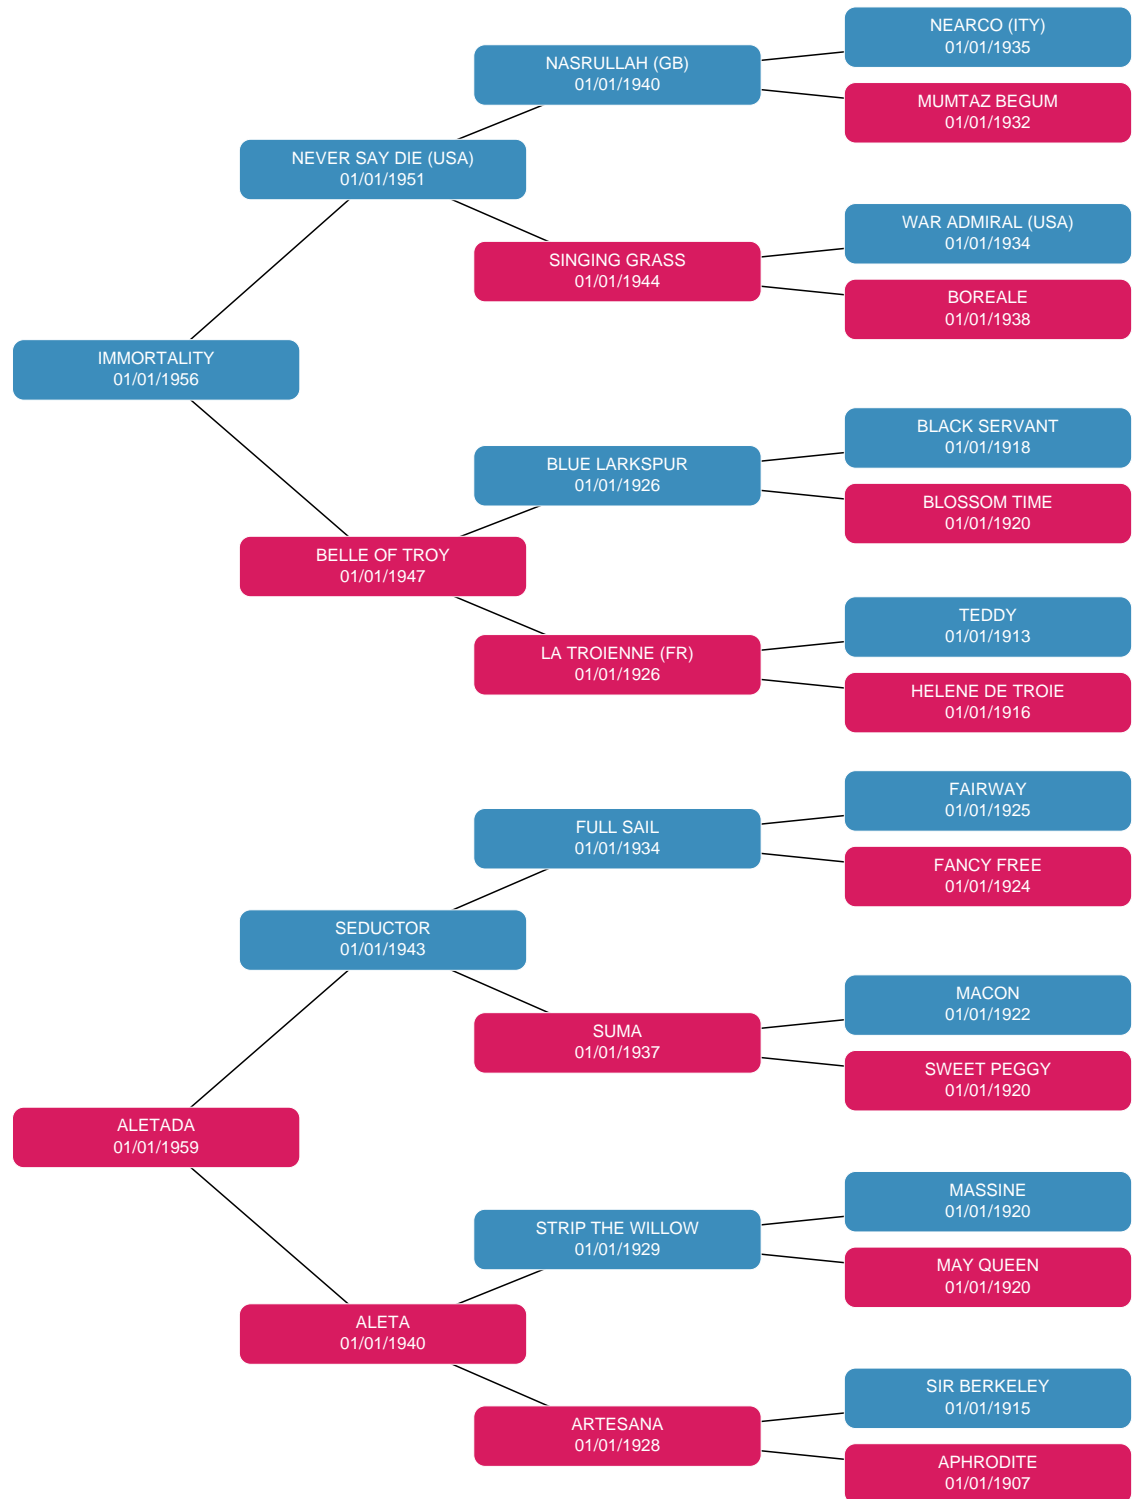 NEARCO (ITY)
01/01/1935
NASRULLAH (GB)
01/01/1940
MUMTAZ BEGUM
01/01/1932
NEVER SAY DIE (USA)
01/01/1951
WAR ADMIRAL (USA)
01/01/1934
SINGING GRASS
01/01/1944
BOREALE
01/01/1938
IMMORTALITY
01/01/1956
BLACK SERVANT
01/01/1918
BLUE LARKSPUR
01/01/1926
BLOSSOM TIME
01/01/1920
BELLE OF TROY
01/01/1947
TEDDY
01/01/1913
LA TROIENNE (FR)
01/01/1926
HELENE DE TROIE
01/01/1916
FAIRWAY
01/01/1925
FULL SAIL
01/01/1934
FANCY FREE
01/01/1924
SEDUCTOR
01/01/1943
MACON
01/01/1922
SUMA
01/01/1937
SWEET PEGGY
01/01/1920
ALETADA
01/01/1959
MASSINE
01/01/1920
STRIP THE WILLOW
01/01/1929
MAY QUEEN
01/01/1920
ALETA
01/01/1940
SIR BERKELEY
01/01/1915
ARTESANA
01/01/1928
APHRODITE
01/01/1907